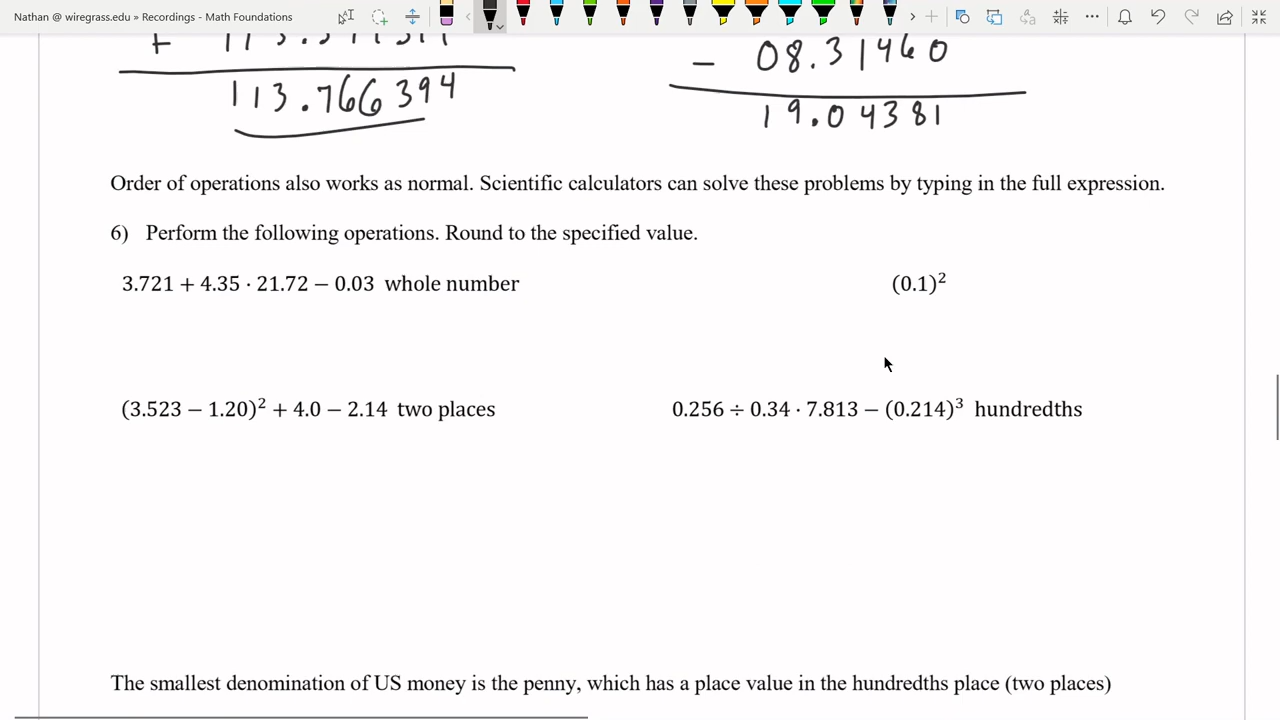 Nathan @ wiregrass.edu » Recordings - Math Foundations
+
113.766394
- 08.31460
19.04381
Order of operations also works as normal. Scientific calculators can solve these problems by typing in the full expression.
6) Perform the following operations. Round to the specified value.
3.721 + 4.35 · 21.72 − 0.03 whole number (0.1)²
(3.523 − 1.20)² + 4.0 − 2.14 two places 0.256 ÷ 0.34 · 7.813 − (0.214)³ hundredths
The smallest denomination of US money is the penny, which has a place value in the hundredths place (two places)